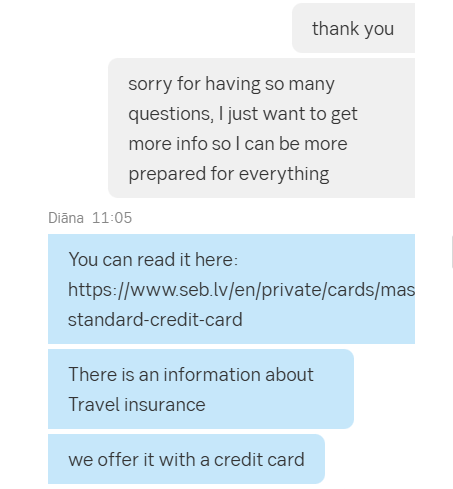 thank you
sorry for having so many
questions, I just want to get
more info so I can be more
prepared for everything
Diāna 11:05
You can read it here:
https://www.seb.lv/en/private/cards/mas
standard-credit-card
There is an information about
Travel insurance
we offer it with a credit card